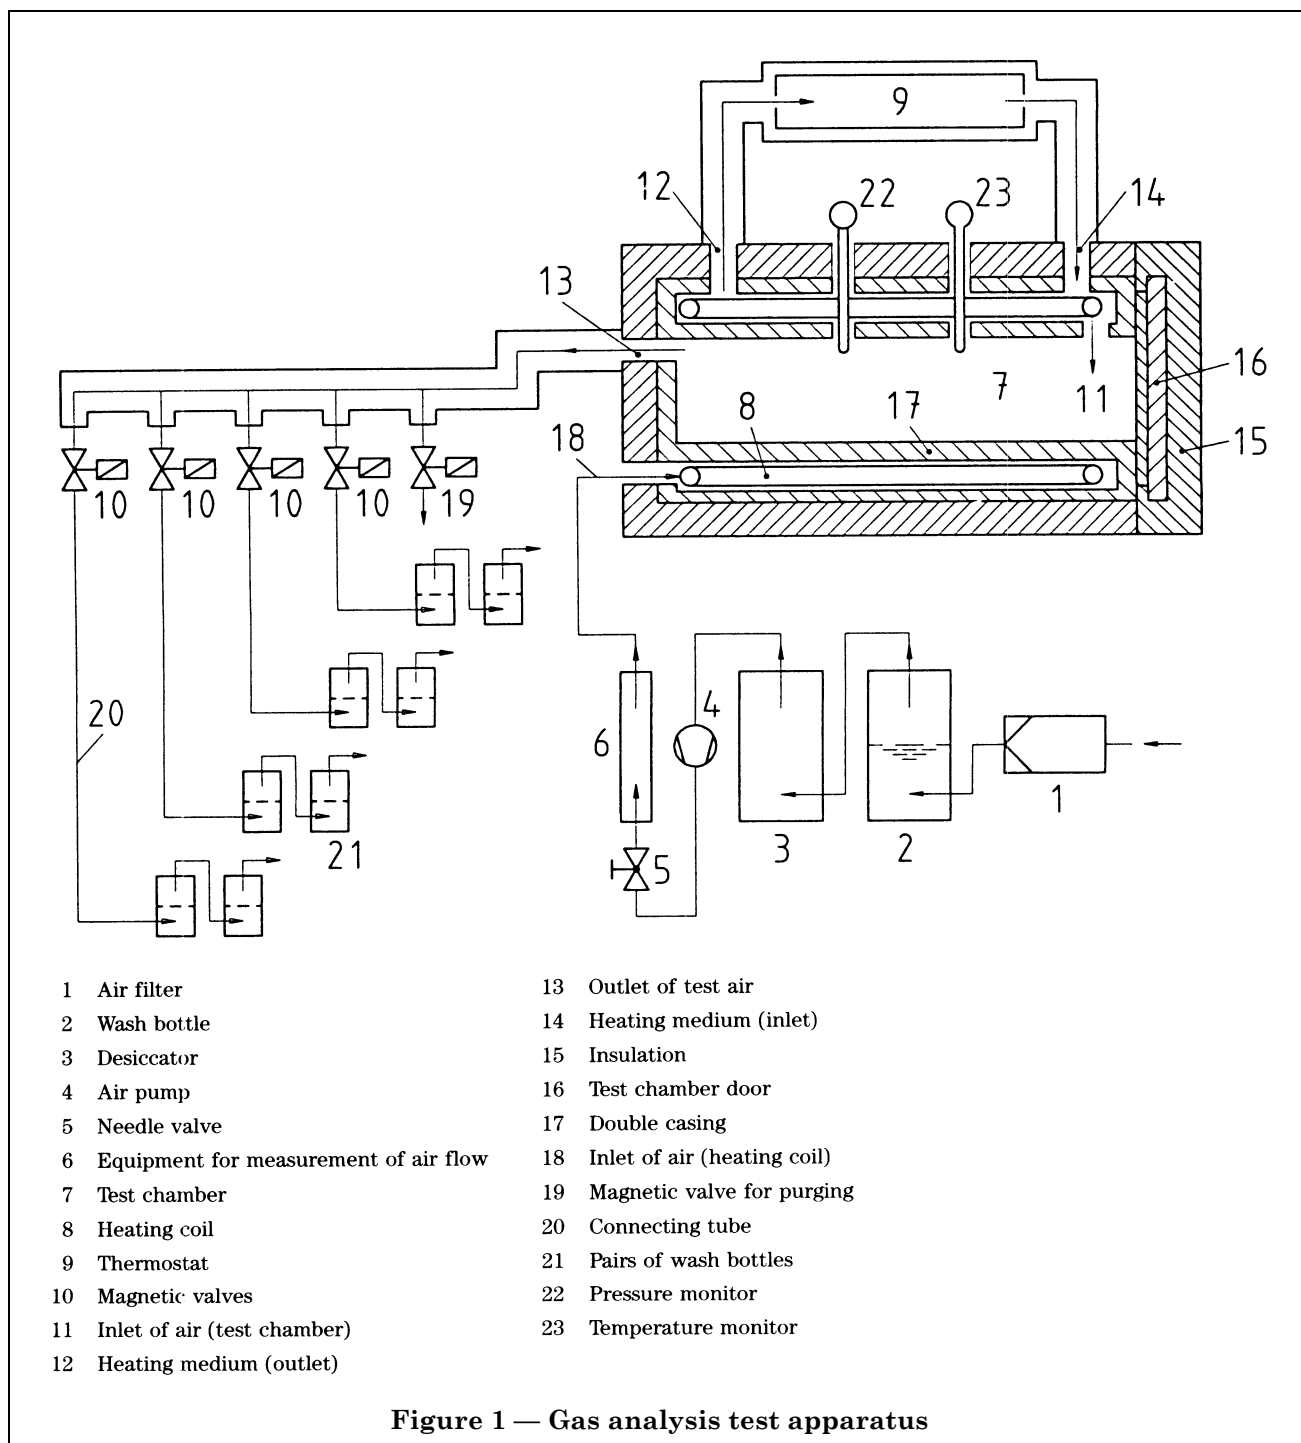 9
12
22
23
14
13
16
7
11
8
17
18
15
10
10
10
10
19
20
4
6
1
21
5
3
2
1 Air filter
2 Wash bottle
3 Desiccator
4 Air pump
5 Needle valve
6 Equipment for measurement of air flow
7 Test chamber
8 Heating coil
9 Thermostat
10 Magnetic valves
11 Inlet of air (test chamber)
12 Heating medium (outlet)
13 Outlet of test air
14 Heating medium (inlet)
15 Insulation
16 Test chamber door
17 Double casing
18 Inlet of air (heating coil)
19 Magnetic valve for purging
20 Connecting tube
21 Pairs of wash bottles
22 Pressure monitor
23 Temperature monitor
Figure 1 — Gas analysis test apparatus